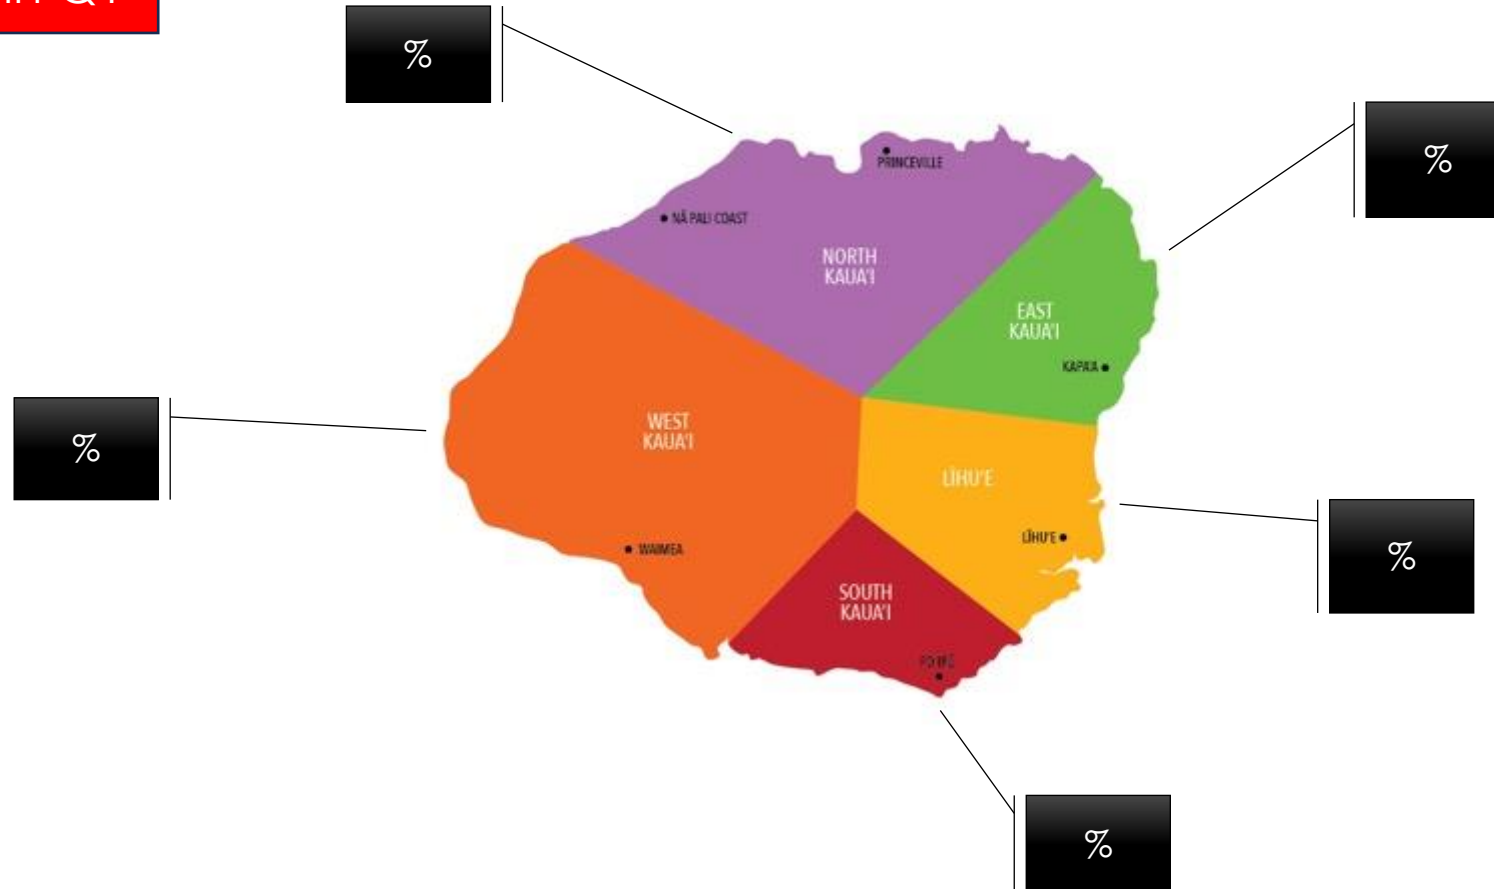 %
%
PRINCEVILLE
NĀ PALI COAST
NORTH
KAUA'I
EAST
KAUA'I
KAPA'A
%
WEST
KAUA'I
LĪHU'E
LĪHU'E
WAIMEA
%
SOUTH
KAUA'I
%